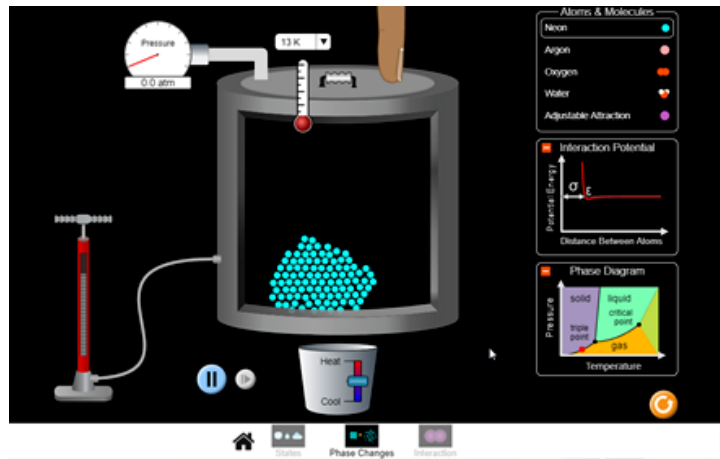 Pressure
0.0 atm
13 K
Atoms & Molecules
Neon
Argon
Oxygen
Water
Adjustable Attraction
Interaction Potential
Potential Energy
σ
ε
Distance Between Atoms
Phase Diagram
Pressure
solid
liquid
critical
point
triple
point
gas
Temperature
Heat
Cool
States
Phase Changes
Interaction